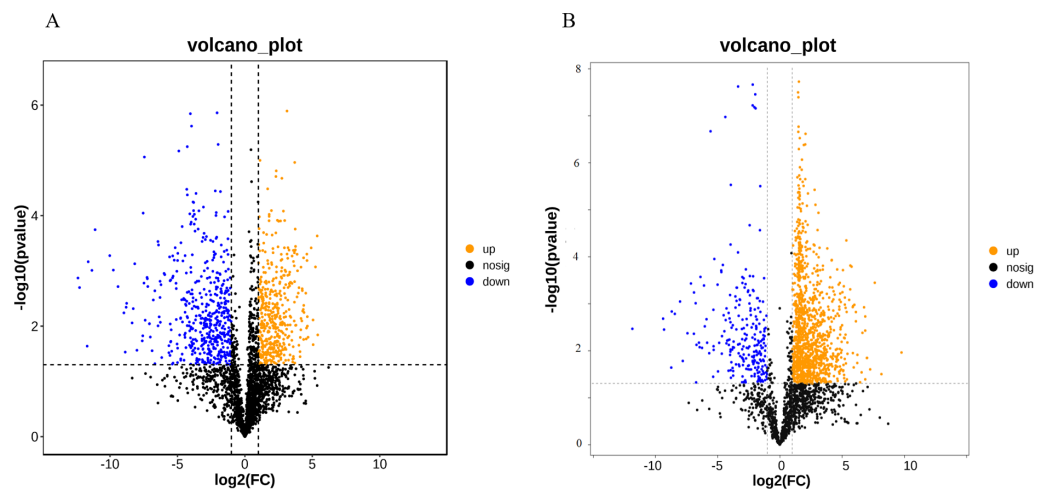 A
volcano_plot
-log10(pvalue)
6
4
2
0
-10
-5
0
5
10
log2(FC)
up
nosig
down
B
volcano_plot
-log10(pvalue)
8
6
4
2
0
-10
-5
0
5
10
log2(FC)
up
nosig
down